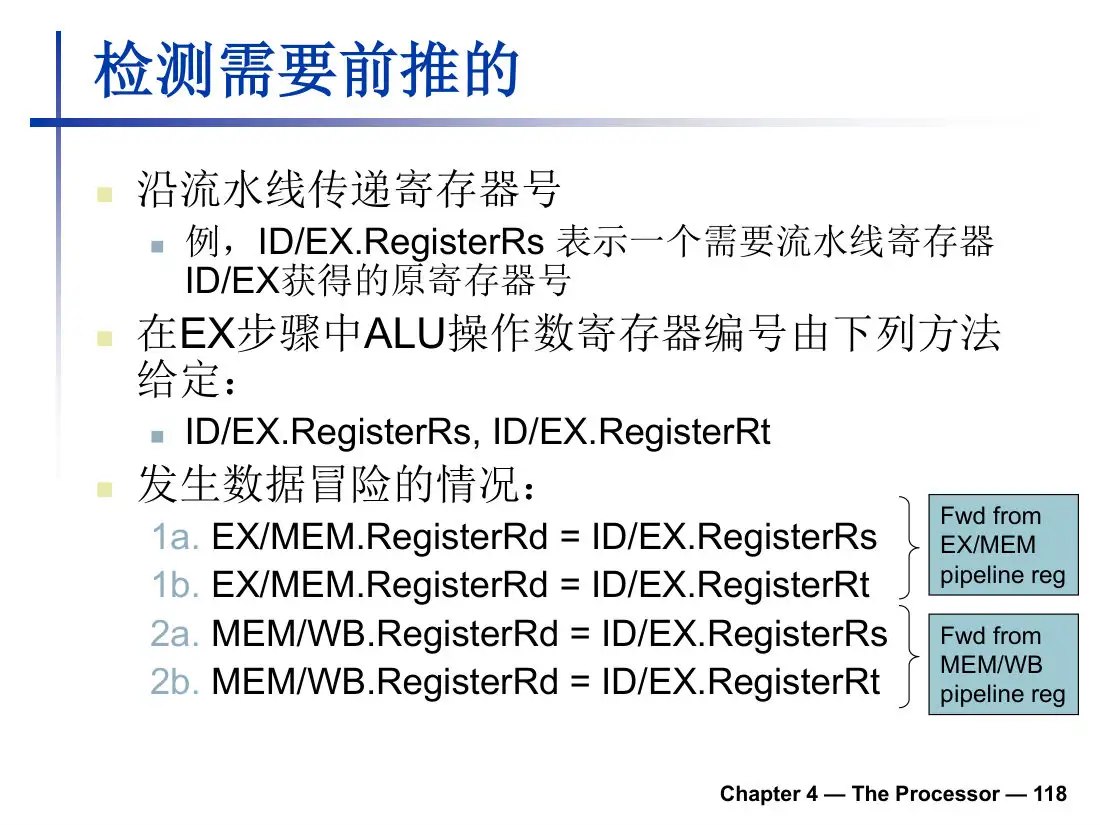 检测需要前推的
沿流水线传递寄存器号
例，ID/EX.RegisterRs 表示一个需要流水线寄存器
ID/EX获得的原寄存器号
在EX步骤中ALU操作数寄存器编号由下列方法
给定：
ID/EX.RegisterRs, ID/EX.RegisterRt
发生数据冒险的情况：
1a. EX/MEM.RegisterRd = ID/EX.RegisterRs
1b. EX/MEM.RegisterRd = ID/EX.RegisterRt
2a. MEM/WB.RegisterRd = ID/EX.RegisterRs
2b. MEM/WB.RegisterRd = ID/EX.RegisterRt
Fwd from
EX/MEM
pipeline reg
Fwd from
MEM/WB
pipeline reg
Chapter 4 — The Processor — 118